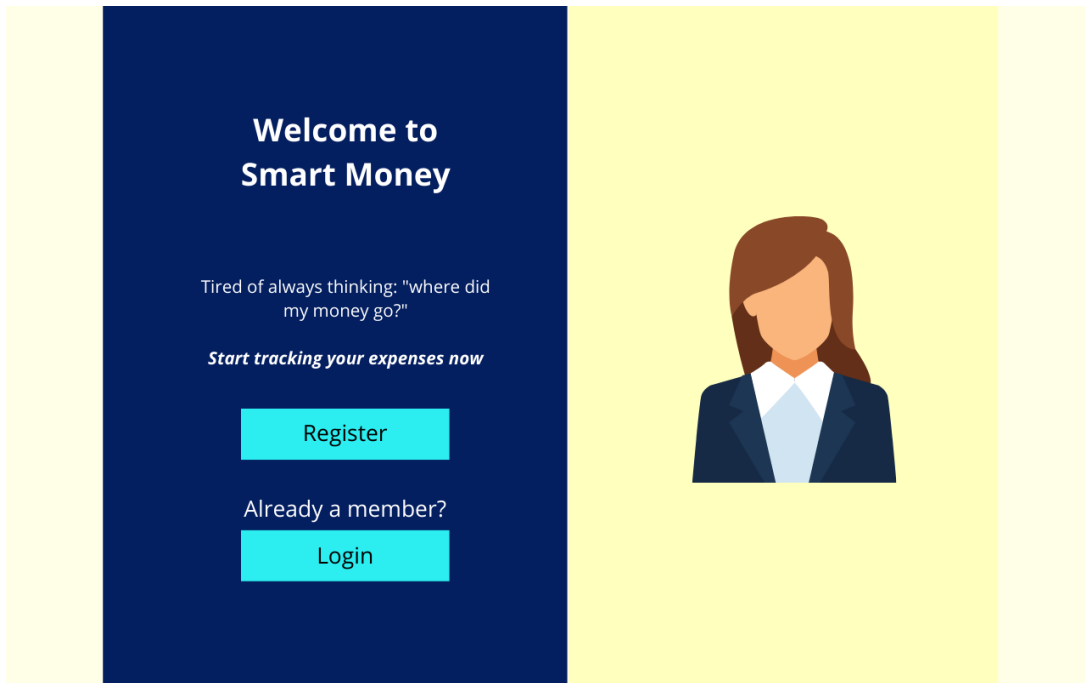 Welcome to
Smart Money
Tired of always thinking: "where did
my money go?"
Start tracking your expenses now
Register
Already a member?
Login